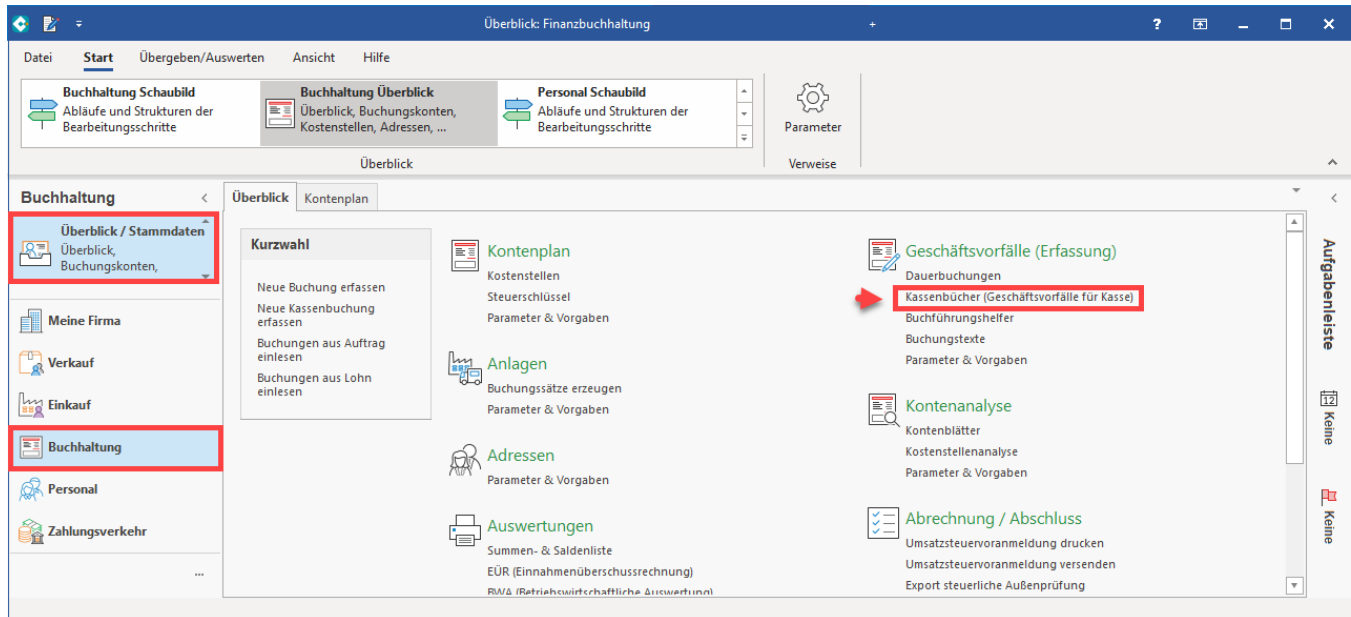 Überblick: Finanzbuchhaltung
+
?
Datei Start Übergeben/Auswerten Ansicht Hilfe
Buchhaltung Schaubild
Abläufe und Strukturen der
Bearbeitungsschritte
Buchhaltung Überblick
Überblick, Buchungskonten,
Kostenstellen, Adressen, ...
Personal Schaubild
Abläufe und Strukturen der
Bearbeitungsschritte
Parameter
Überblick
Verweise
Buchhaltung
Überblick / Stammdaten
Überblick,
Buchungskonten,
Meine Firma
Verkauf
Einkauf
Buchhaltung
Personal
Zahlungsverkehr
...
Überblick Kontenplan
Kurzwahl
Neue Buchung erfassen
Neue Kassenbuchung
erfassen
Buchungen aus Auftrag
einlesen
Buchungen aus Lohn
einlesen
Kontenplan
Kostenstellen
Steuerschlüssel
Parameter & Vorgaben
Anlagen
Buchungssätze erzeugen
Parameter & Vorgaben
Adressen
Parameter & Vorgaben
Auswertungen
Summen- & Saldenliste
EÜR (Einnahmenüberschussrechnung)
BWA (Betriebswirtschaftliche Auswertung)
Geschäftsvorfälle (Erfassung)
Dauerbuchungen
Kassenbücher (Geschäftsvorfälle für Kasse)
Buchführungshelfer
Buchungstexte
Parameter & Vorgaben
Kontenanalyse
Kontenblätter
Kostenstellenanalyse
Parameter & Vorgaben
Abrechnung / Abschluss
Umsatzsteuervoranmeldung drucken
Umsatzsteuervoranmeldung versenden
Export steuerliche Außenprüfung
Aufgabenleiste
12 Keine
Keine